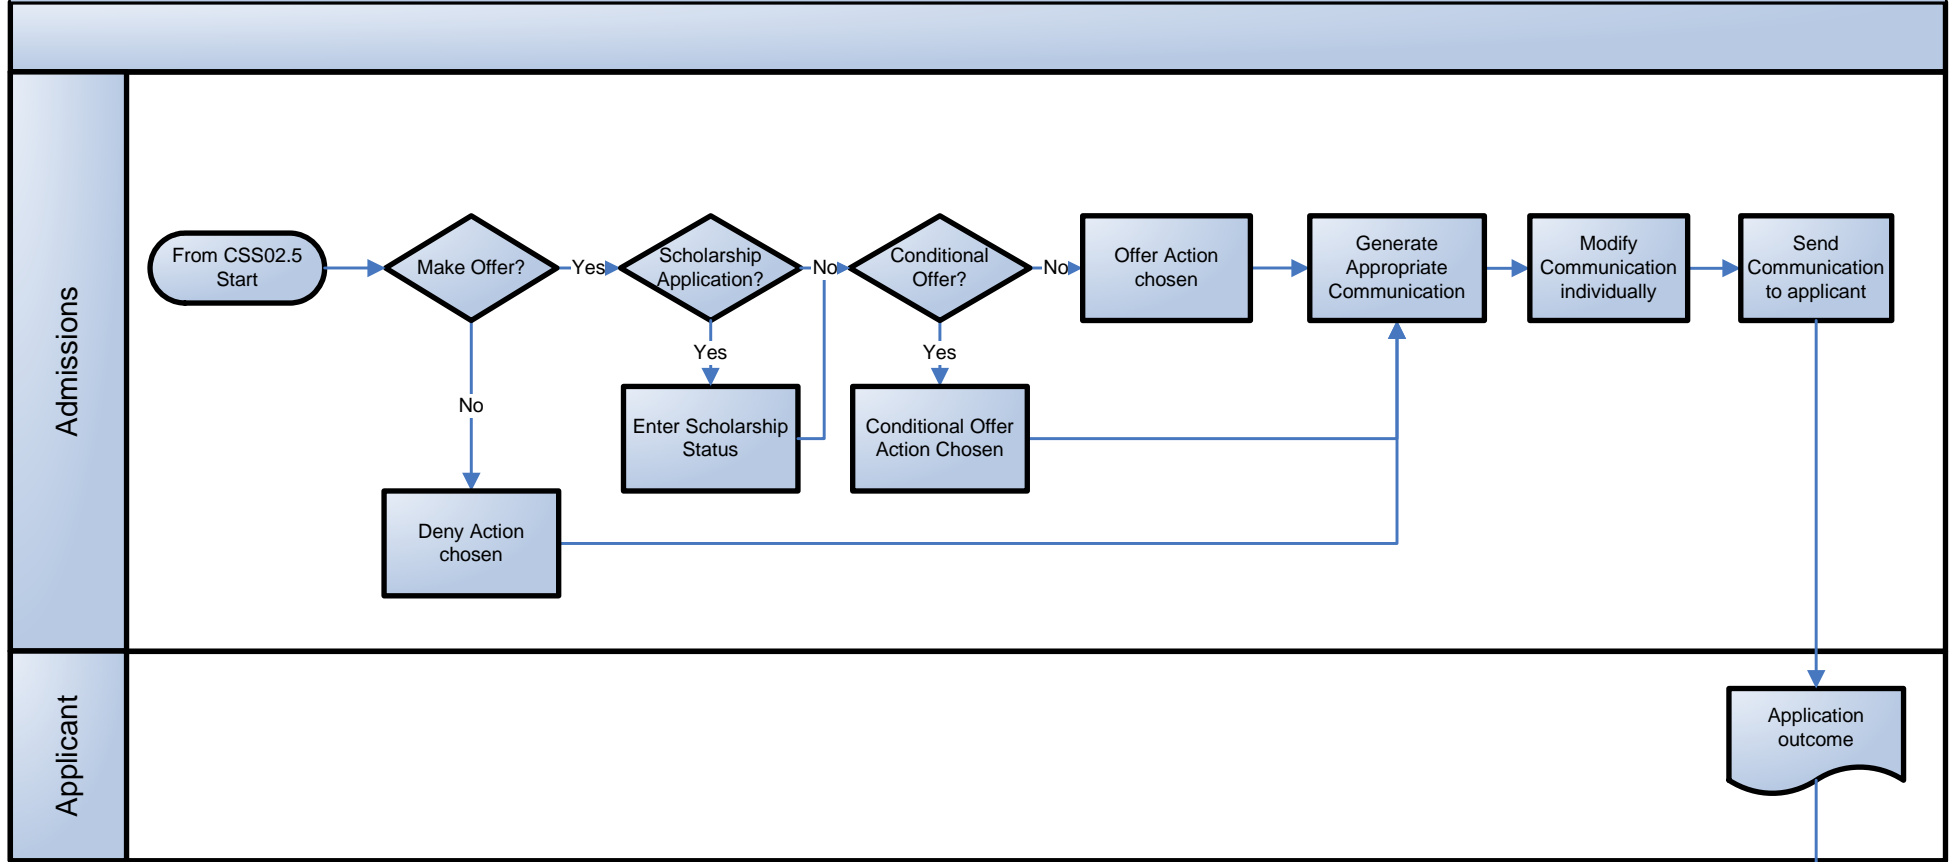 Admissions
From CSS02.5
Start
Make Offer?
Yes
Scholarship
Application?
No
Conditional
Offer?
No
Offer Action
chosen
Generate
Appropriate
Communication
Modify
Communication
individually
Send
Communication
to applicant
Yes
Yes
No
Enter Scholarship
Status
Conditional Offer
Action Chosen
Deny Action
chosen
Applicant
Application
outcome